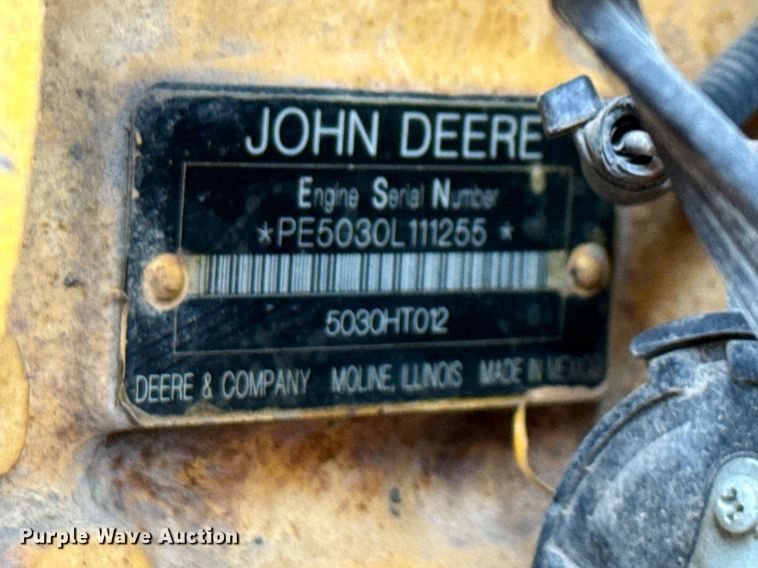 JOHN DEERE
Engine Serial Number
*PE5030L111255*
5030HT012
DEERE & COMPANY MOLINE, ILLINOIS MADE IN MEXICO
Purple Wave Auction